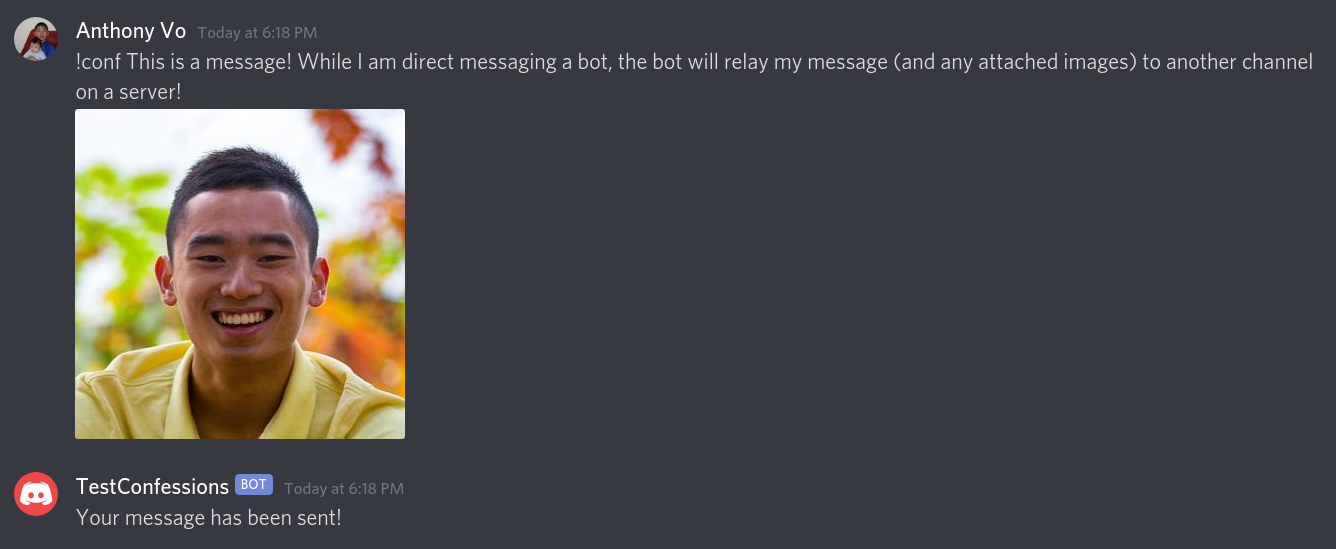 Anthony Vo Today at 6:18 PM
!conf This is a message! While I am direct messaging a bot, the bot will relay my message (and any attached images) to another channel
on a server!
TestConfessions BOT Today at 6:18 PM
Your message has been sent!